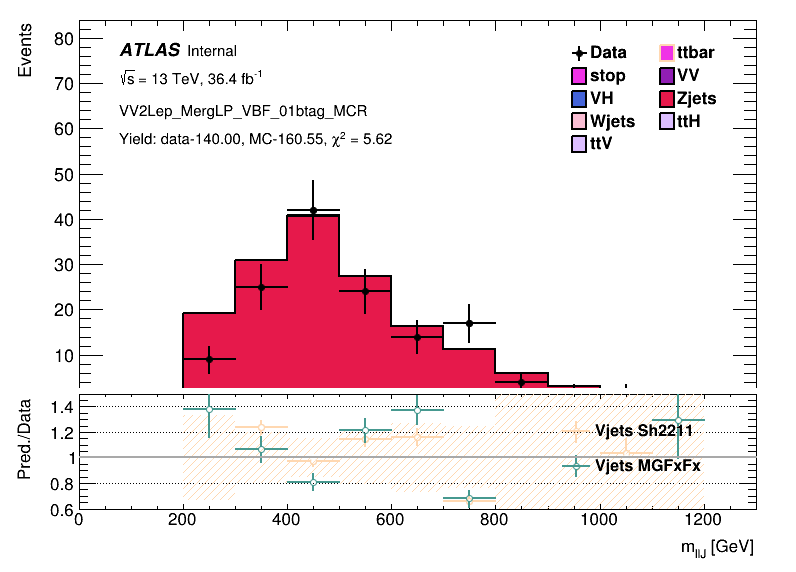 Events
80
70
60
50
40
30
20
10
ATLAS Internal
√s = 13 TeV, 36.4 fb⁻¹
VV2Lep_MergLP_VBF_01btag_MCR
Yield: data-140.00, MC-160.55, χ² = 5.62
Data
ttbar
stop
VV
VH
Zjets
Wjets
ttH
ttV
Pred./Data
1.4
1.2
1
0.8
0.6
Vjets Sh2211
Vjets MGFxFx
0 200 400 600 800 1000 1200
m_llJ [GeV]